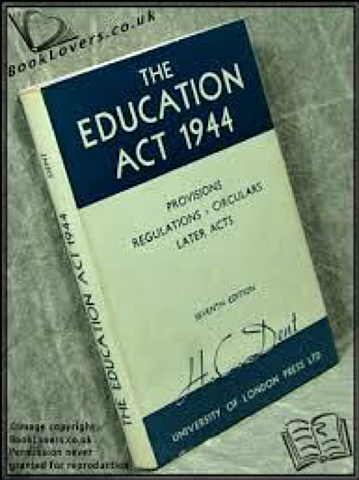 BookLovers.co.uk
THE
EDUCATION
ACT 1944
PROVISIONS
REGULATIONS · CIRCULARS
LATER ACTS
SEVENTH EDITION
H. C. Dent
UNIVERSITY OF LONDON PRESS LTD
DENT
THE EDUCATION ACT 1944
©image copyright
BookLovers.co.uk
Permission never
granted for reproduction